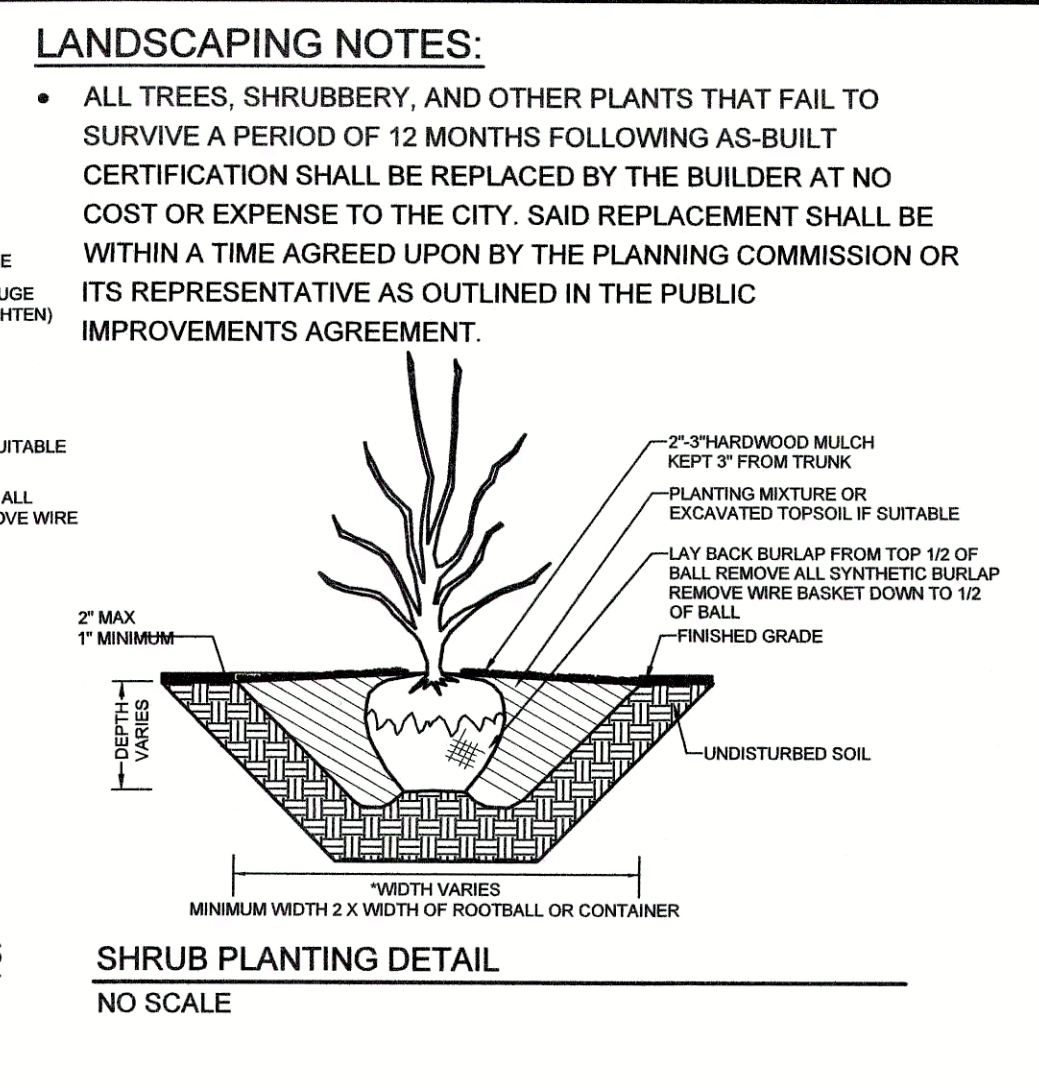 LANDSCAPING NOTES:
• ALL TREES, SHRUBBERY, AND OTHER PLANTS THAT FAIL TO
SURVIVE A PERIOD OF 12 MONTHS FOLLOWING AS-BUILT
CERTIFICATION SHALL BE REPLACED BY THE BUILDER AT NO
COST OR EXPENSE TO THE CITY. SAID REPLACEMENT SHALL BE
WITHIN A TIME AGREED UPON BY THE PLANNING COMMISSION OR
ITS REPRESENTATIVE AS OUTLINED IN THE PUBLIC
IMPROVEMENTS AGREEMENT.
E
UGE
HTEN)
UITABLE
ALL
OVE WIRE
2"-3"HARDWOOD MULCH
KEPT 3" FROM TRUNK
PLANTING MIXTURE OR
EXCAVATED TOPSOIL IF SUITABLE
LAY BACK BURLAP FROM TOP 1/2 OF
BALL REMOVE ALL SYNTHETIC BURLAP
REMOVE WIRE BASKET DOWN TO 1/2
OF BALL
FINISHED GRADE
2" MAX
1" MINIMUM
DEPTH
VARIES
UNDISTURBED SOIL
*WIDTH VARIES
MINIMUM WIDTH 2 X WIDTH OF ROOTBALL OR CONTAINER
SHRUB PLANTING DETAIL
NO SCALE